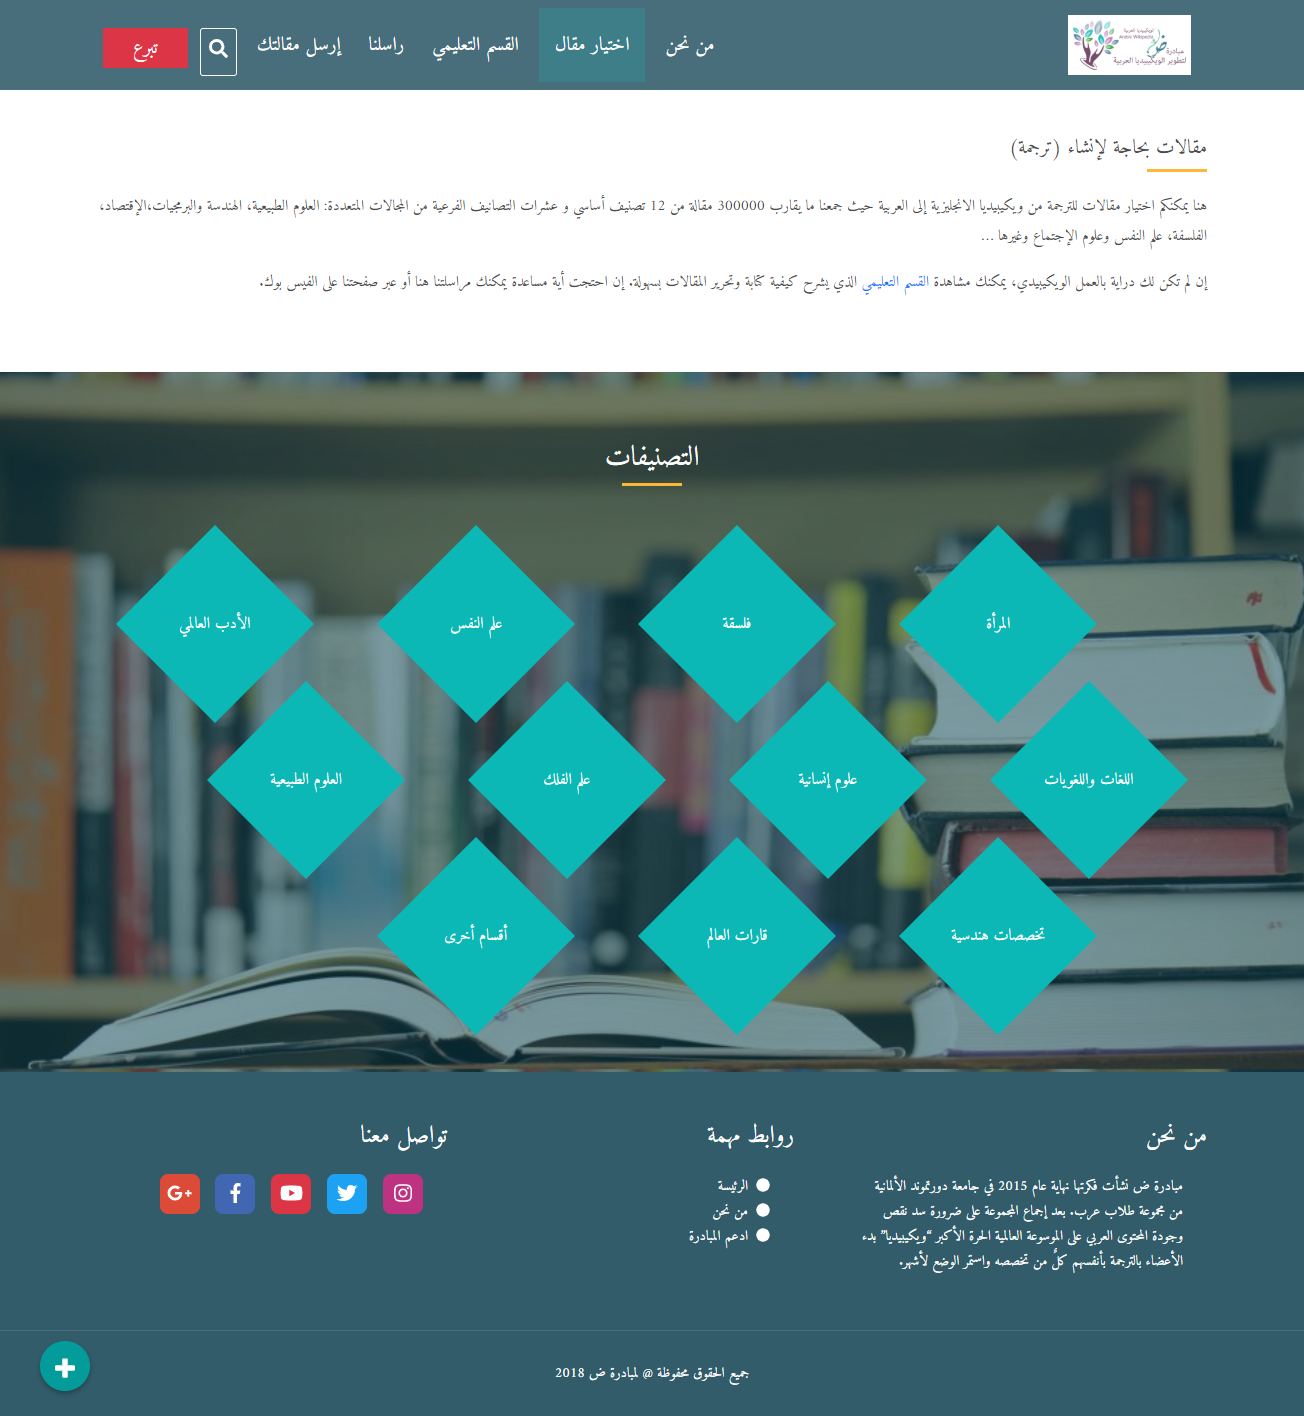 ويكيبيديا العربية
Arabic Wikipedia
مبادرة ض
لتطوير الويكيبيديا العربية
من نحن
اختيار مقال
القسم التعليمي
راسلنا
إرسل مقالتك
تبرع
مقالات بحاجة لإنشاء (ترجمة)
هنا يمكنكم اختيار مقالات للترجمة من ويكيبيديا الانجليزية إلى العربية حيث جمعنا ما يقارب 300000 مقالة من 12 تصنيف أساسي و عشرات التصانيف الفرعية من المجالات المتعددة: العلوم الطبيعية، الهندسة والبرمجيات،الإقتصاد،
الفلسفة، علم النفس وعلوم الإجتماع وغيرها ...
إن لم تكن لك دراية بالعمل الويكيبيدي، يمكنك مشاهدة القسم التعليمي الذي يشرح كيفية كتابة وتحرير المقالات بسهولة. إن احتجت أية مساعدة يمكنك مراسلتنا هنا أو عبر صفحتنا على الفيس بوك.
التصنيفات
المرأة
فلسقة
علم النفس
الأدب العالمي
اللغات واللغويات
علوم إنسانية
علم الفلك
العلوم الطبيعية
تخصصات هندسية
قارات العالم
أقسام أخرى
من نحن
مبادرة ض نشأت فكرتها نهاية عام 2015 في جامعة دورتموند الألمانية
من مجموعة طلاب عرب. بعد إجماع المجموعة على ضرورة سد نقص
وجودة المحتوى العربي على الموسوعة العالمية الحرة الأكبر “ويكيبيديا” بدء
الأعضاء بالترجمة بأنفسهم كلٌ من تخصصه واستمر الوضع لأشهر.
روابط مهمة
الرئيسة
من نحن
ادعم المبادرة
تواصل معنا
جميع الحقوق محفوظة @ لمبادرة ض 2018